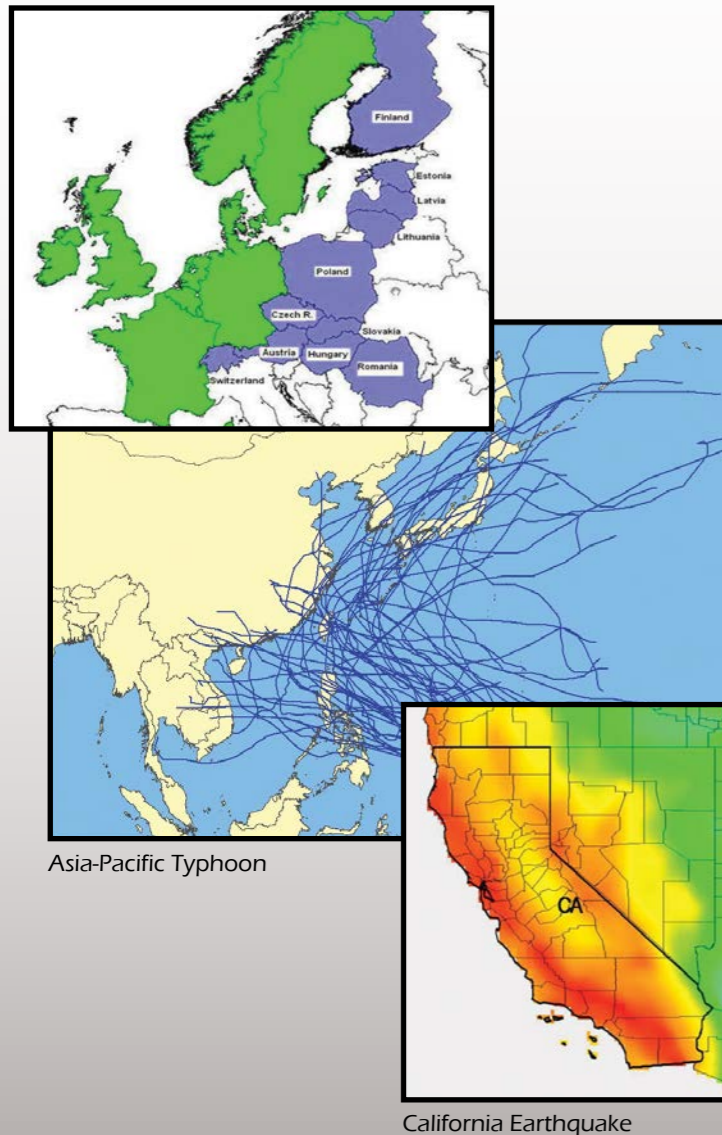 Finland
Estonia
Latvia
Lithuania
Poland
Czech R.
Slovakia
Austria
Hungary
Romania
Switzerland
Asia-Pacific Typhoon
CA
California Earthquake